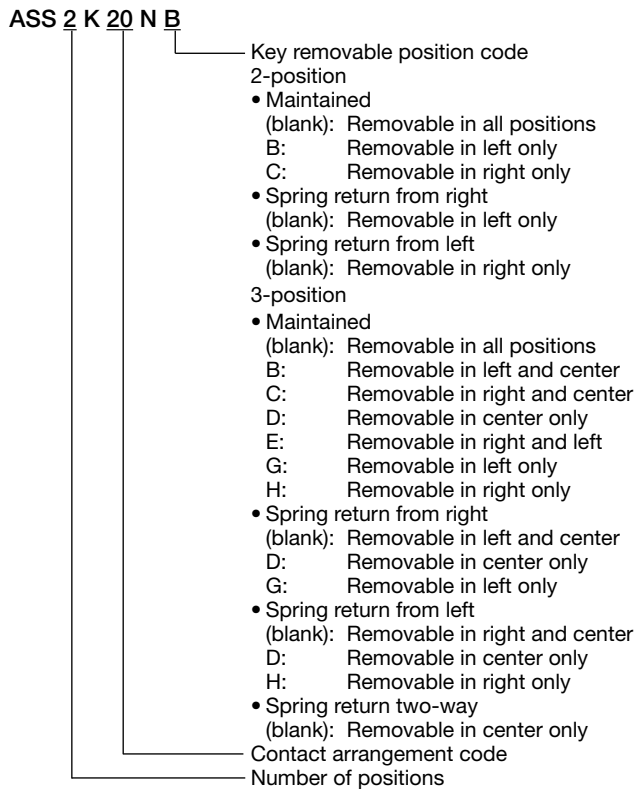 ASS 2 K 20 N B
Key removable position code
2-position
• Maintained
(blank): Removable in all positions
B: Removable in left only
C: Removable in right only
• Spring return from right
(blank): Removable in left only
• Spring return from left
(blank): Removable in right only
3-position
• Maintained
(blank): Removable in all positions
B: Removable in left and center
C: Removable in right and center
D: Removable in center only
E: Removable in right and left
G: Removable in left only
H: Removable in right only
• Spring return from right
(blank): Removable in left and center
D: Removable in center only
G: Removable in left only
• Spring return from left
(blank): Removable in right and center
D: Removable in center only
H: Removable in right only
• Spring return two-way
(blank): Removable in center only
Contact arrangement code
Number of positions